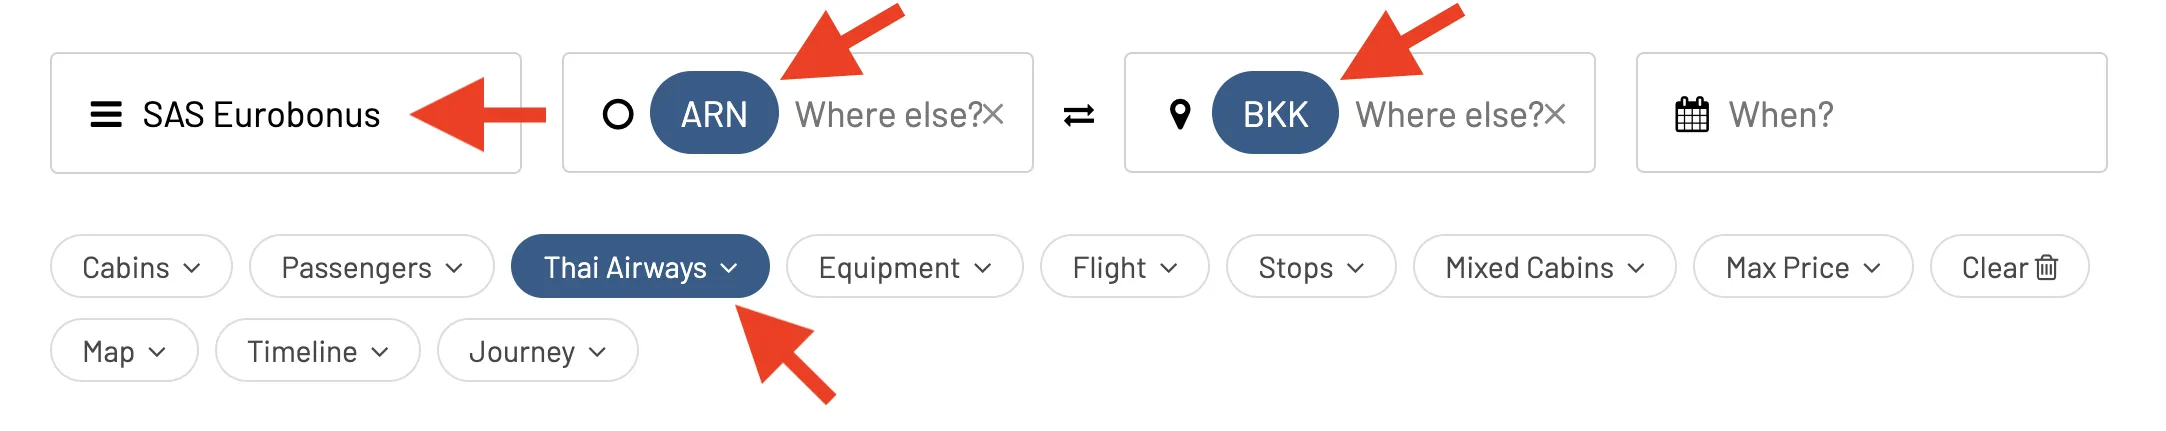 SAS Eurobonus ARN Where else? BKK Where else? When?
Cabins Passengers Thai Airways Equipment Flight Stops Mixed Cabins Max Price Clear
Map Timeline Journey